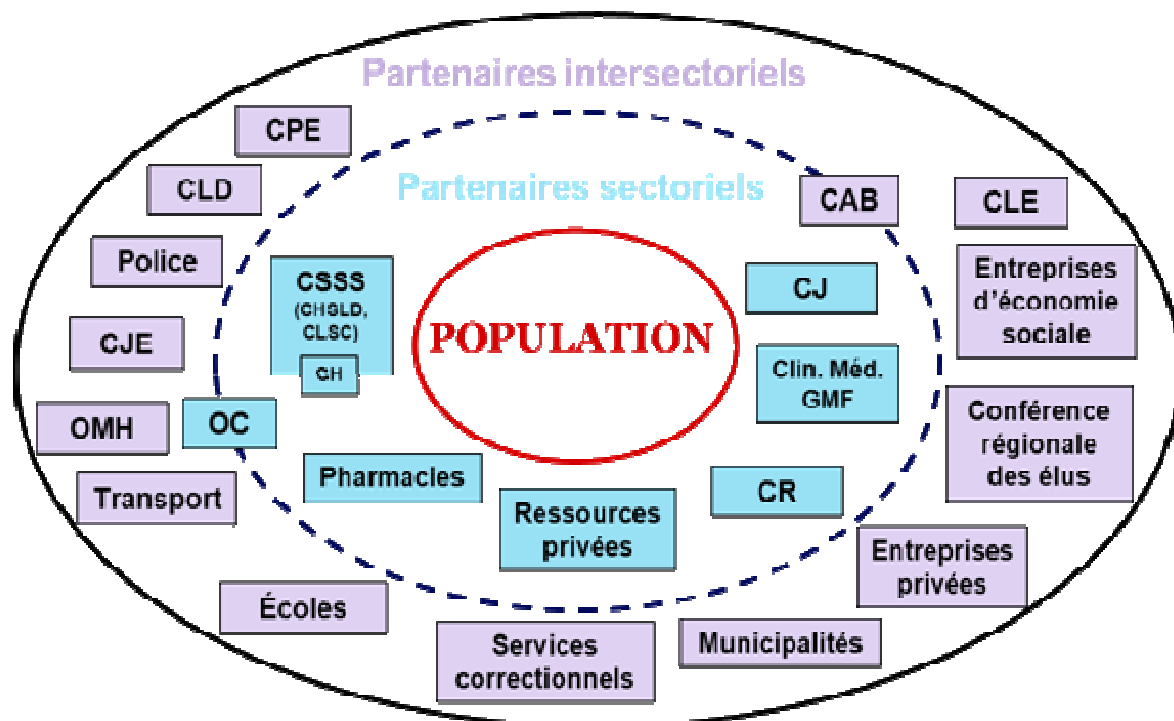 Partenaires intersectoriels
CPE
Partenaires sectoriels
CLD
CAB
CLE
Police
CSSS
(CHSLD,
CLSC)
CH
CJ
Entreprises
d'économie
sociale
POPULATION
CJE
Clin. Méd.
GMF
OMH
OC
Conférence
régionale
des élus
Transport
Pharmacies
Ressources
privées
CR
Entreprises
privées
Écoles
Services
correctionnels
Municipalités